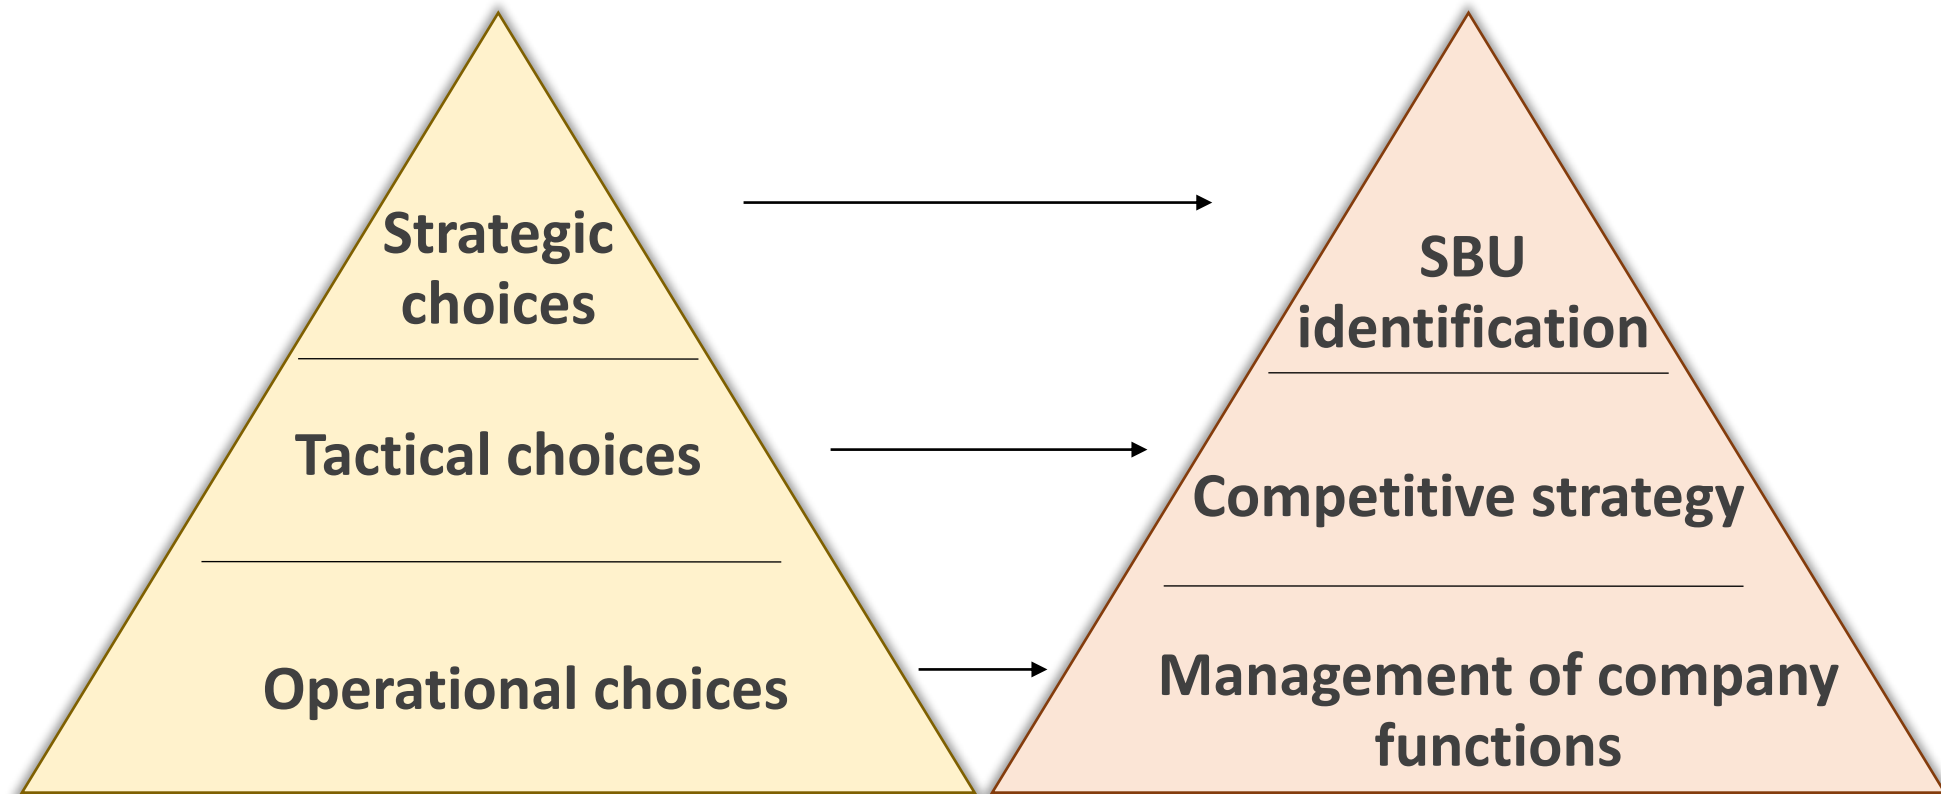 Strategic
choices
Tactical choices
Operational choices
SBU
identification
Competitive strategy
Management of company
functions